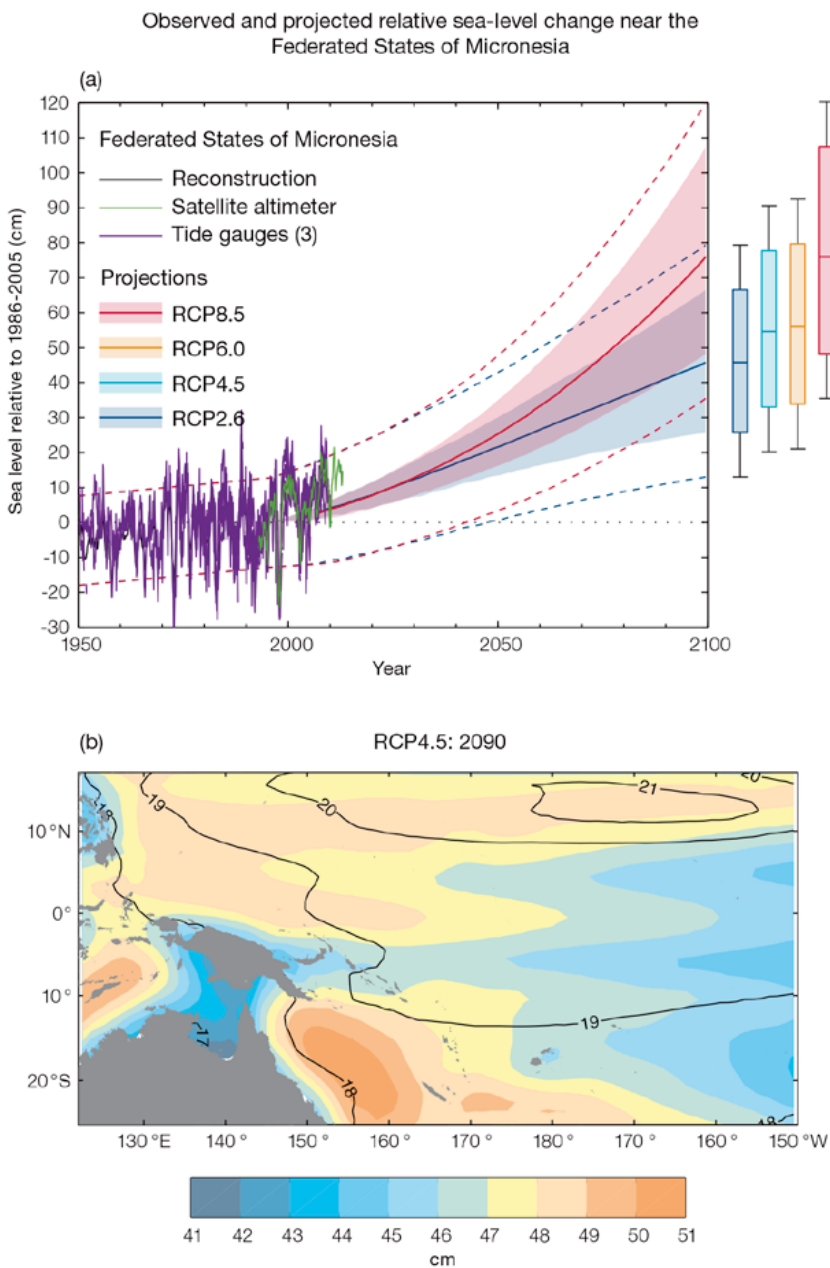 Observed and projected relative sea-level change near the
Federated States of Micronesia
(a)
120
110
100
90
80
70
60
50
40
30
20
10
0
-10
-20
-30
Sea level relative to 1986-2005 (cm)
Federated States of Micronesia
Reconstruction
Satellite altimeter
Tide gauges (3)
Projections
RCP8.5
RCP6.0
RCP4.5
RCP2.6
1950 2000 2050 2100
Year
(b)
RCP4.5: 2090
18 19 20 21 20
10°N
0°
10°
20°S
17 18 19 18
130°E 140° 150° 160° 170° 180° 170° 160° 150°W
41 42 43 44 45 46 47 48 49 50 51
cm